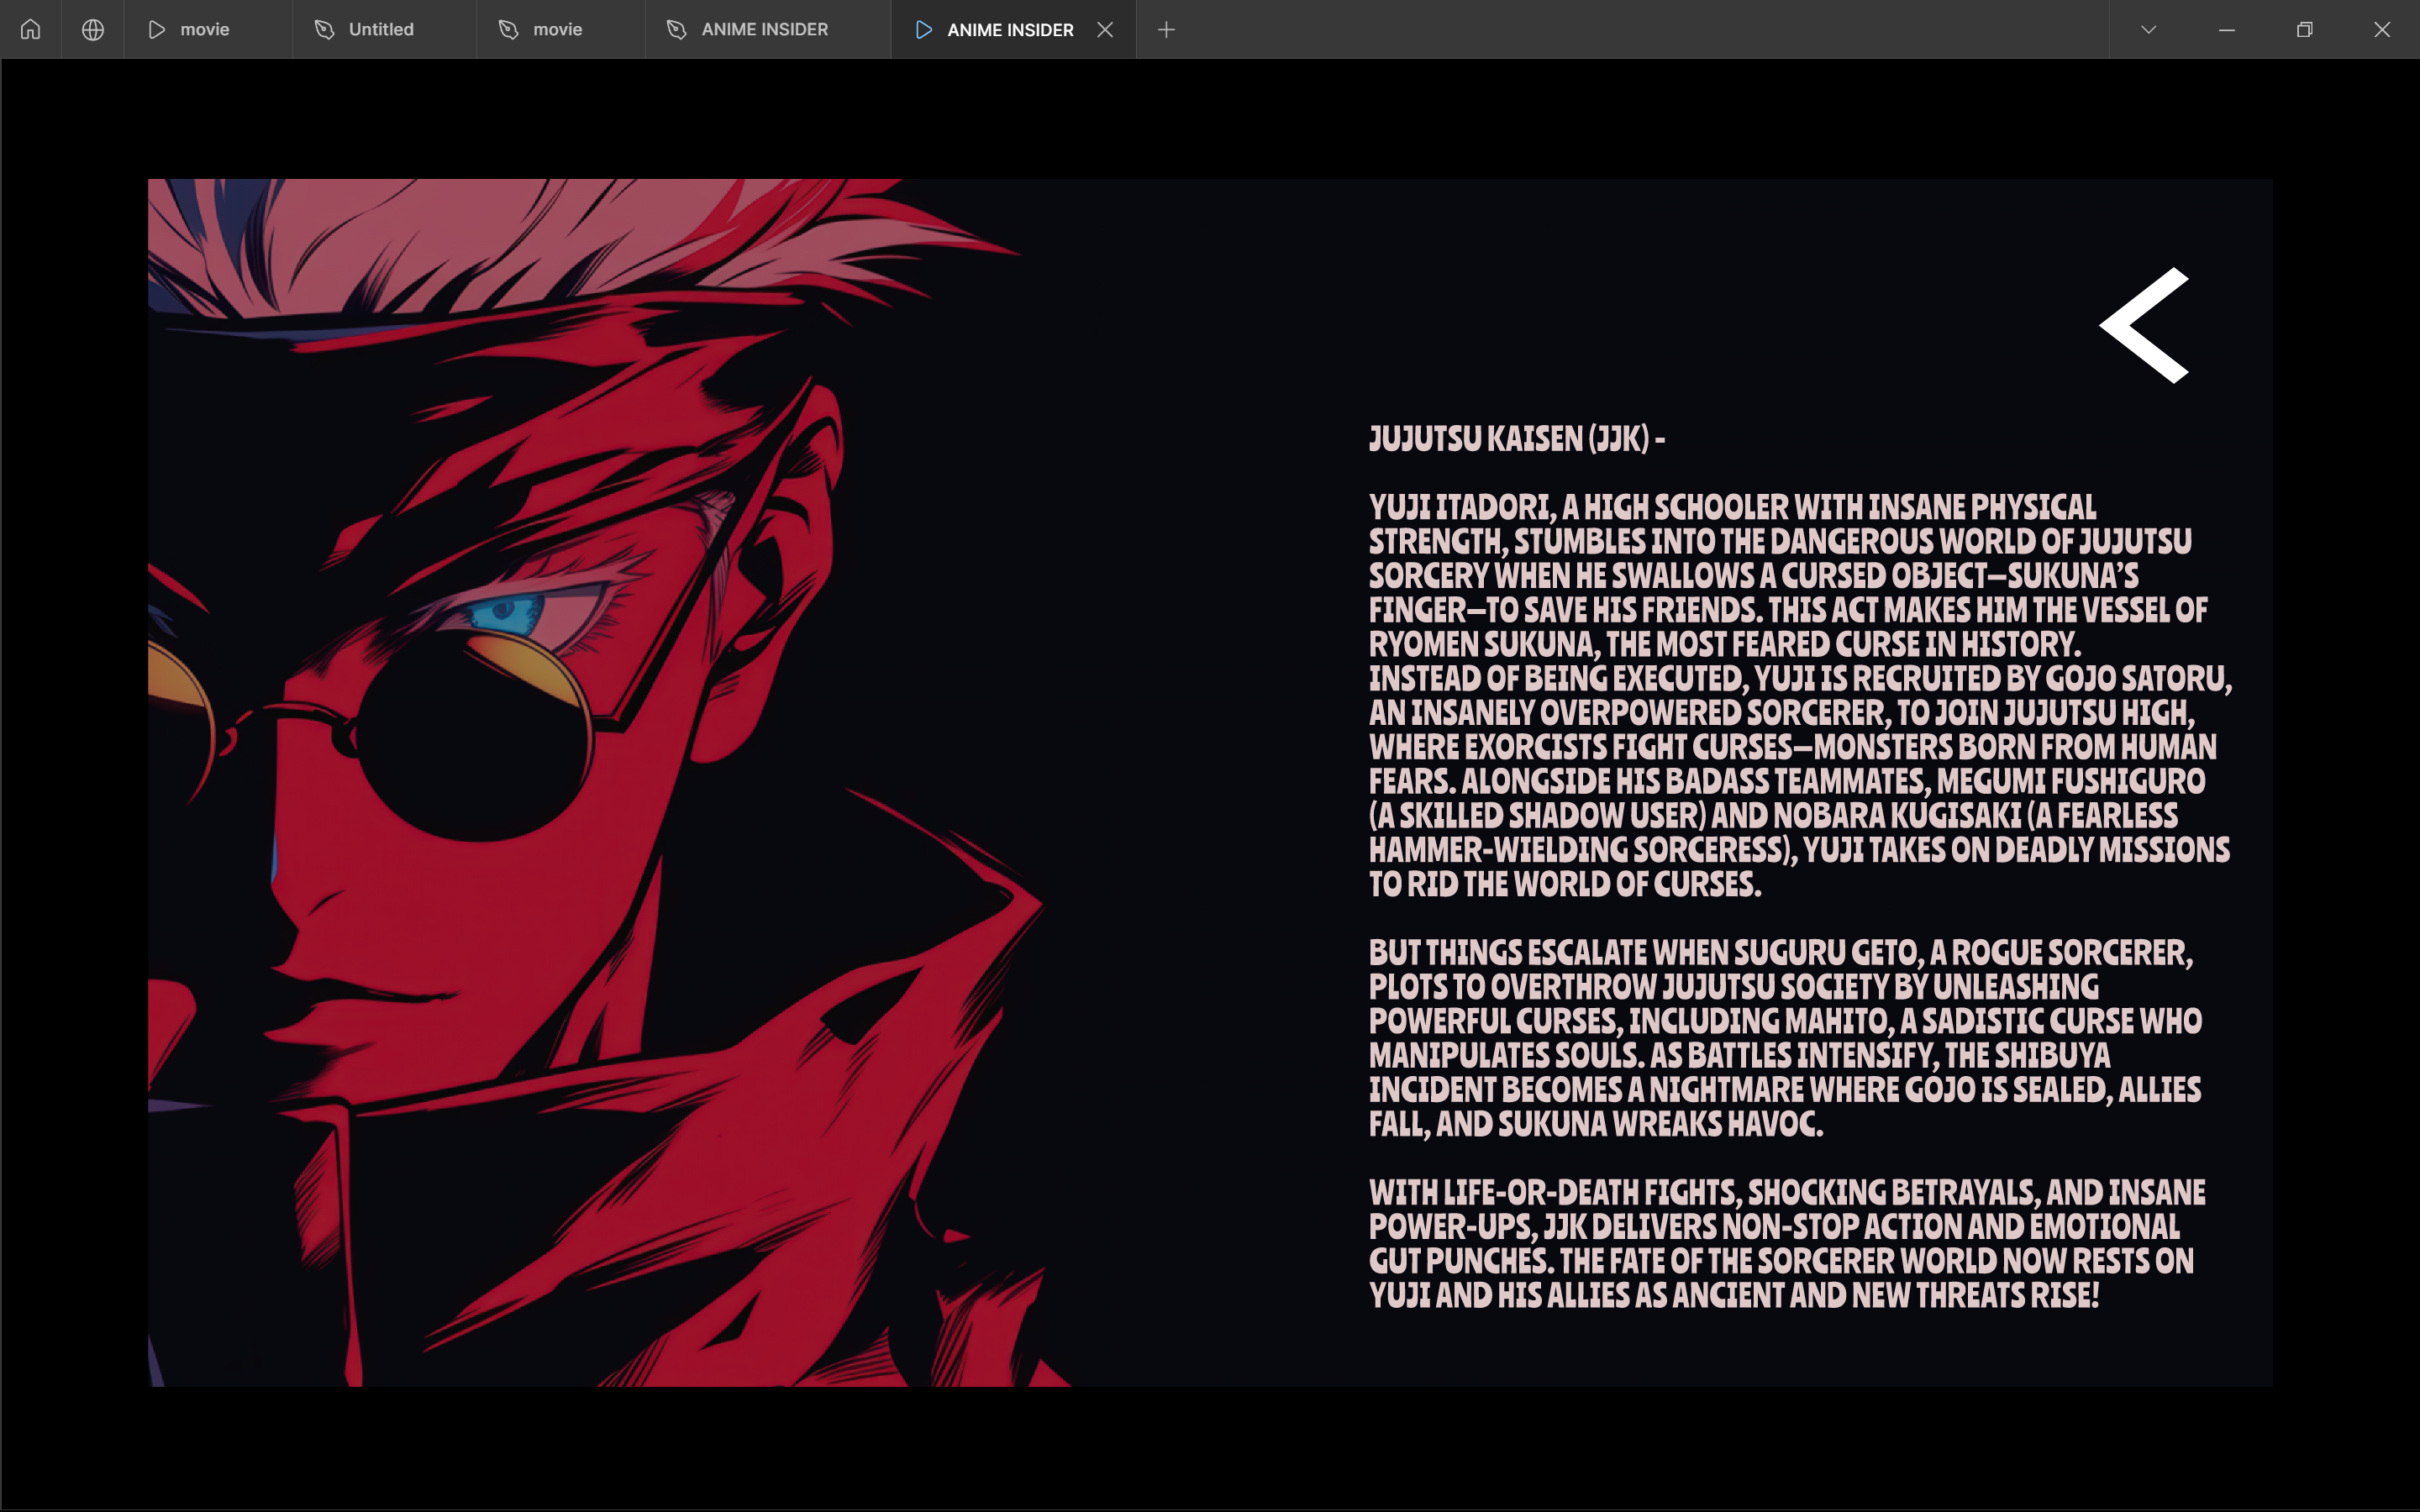 movie
Untitled
movie
ANIME INSIDER
ANIME INSIDER
JUJUTSU KAISEN (JJK) -
YUJI ITADORI, A HIGH SCHOOLER WITH INSANE PHYSICAL
STRENGTH, STUMBLES INTO THE DANGEROUS WORLD OF JUJUTSU
SORCERY WHEN HE SWALLOWS A CURSED OBJECT—SUKUNA’S
FINGER—TO SAVE HIS FRIENDS. THIS ACT MAKES HIM THE VESSEL OF
RYOMEN SUKUNA, THE MOST FEARED CURSE IN HISTORY.
INSTEAD OF BEING EXECUTED, YUJI IS RECRUITED BY GOJO SATORU,
AN INSANELY OVERPOWERED SORCERER, TO JOIN JUJUTSU HIGH,
WHERE EXORCISTS FIGHT CURSES—MONSTERS BORN FROM HUMAN
FEARS. ALONGSIDE HIS BADASS TEAMMATES, MEGUMI FUSHIGURO
(A SKILLED SHADOW USER) AND NOBARA KUGISAKI (A FEARLESS
HAMMER-WIELDING SORCERESS), YUJI TAKES ON DEADLY MISSIONS
TO RID THE WORLD OF CURSES.
BUT THINGS ESCALATE WHEN SUGURU GETO, A ROGUE SORCERER,
PLOTS TO OVERTHROW JUJUTSU SOCIETY BY UNLEASHING
POWERFUL CURSES, INCLUDING MAHITO, A SADISTIC CURSE WHO
MANIPULATES SOULS. AS BATTLES INTENSIFY, THE SHIBUYA
INCIDENT BECOMES A NIGHTMARE WHERE GOJO IS SEALED, ALLIES
FALL, AND SUKUNA WREAKS HAVOC.
WITH LIFE-OR-DEATH FIGHTS, SHOCKING BETRAYALS, AND INSANE
POWER-UPS, JJK DELIVERS NON-STOP ACTION AND EMOTIONAL
GUT PUNCHES. THE FATE OF THE SORCERER WORLD NOW RESTS ON
YUJI AND HIS ALLIES AS ANCIENT AND NEW THREATS RISE!